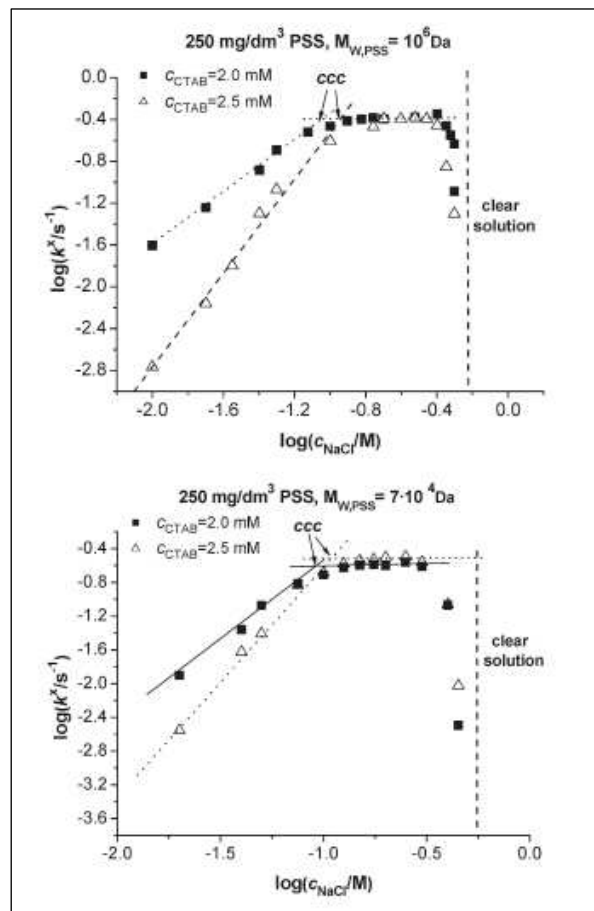 250 mg/dm³ PSS, M_W,PSS = 10⁶Da
ccc
■ c_CTAB=2.0 mM
△ c_CTAB=2.5 mM
0.0
-0.4
-0.8
-1.2
-1.6
-2.0
-2.4
-2.8
log(kˣ/s⁻¹)
clear
solution
-2.0 -1.6 -1.2 -0.8 -0.4 0.0
log(c_NaCl/M)
250 mg/dm³ PSS, M_W,PSS = 7·10⁴Da
ccc
■ c_CTAB=2.0 mM
△ c_CTAB=2.5 mM
-0.4
-0.8
-1.2
-1.6
-2.0
-2.4
-2.8
-3.2
-3.6
log(kˣ/s⁻¹)
clear
solution
-2.0 -1.5 -1.0 -0.5 0.0
log(c_NaCl/M)